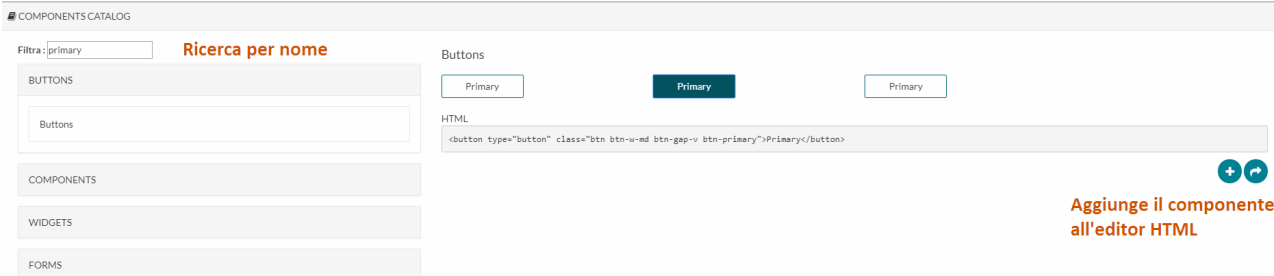 COMPONENTS CATALOG
Filtra : primary
Ricerca per nome
BUTTONS
Buttons
COMPONENTS
WIDGETS
FORMS
Buttons
Primary
Primary
Primary
HTML
<button type="button" class="btn btn-w-md btn-gap-v btn-primary">Primary</button>
Aggiunge il componente
all'editor HTML